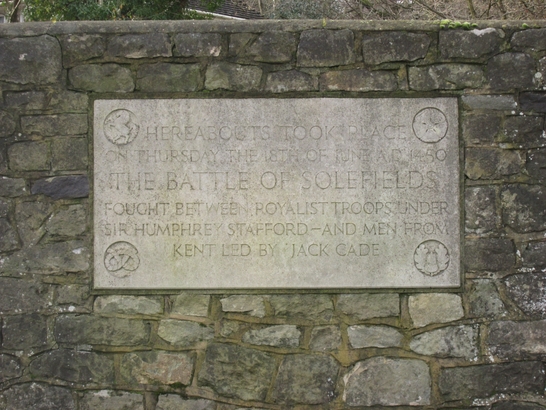 HEREABOUTS TOOK PLACE
ON THURSDAY THE 18TH OF JUNE A.D. 1450
THE BATTLE OF SOLEFIELDS
FOUGHT BETWEEN ROYALIST TROOPS UNDER
SIR HUMPHREY STAFFORD—AND MEN FROM
KENT LED BY JACK CADE